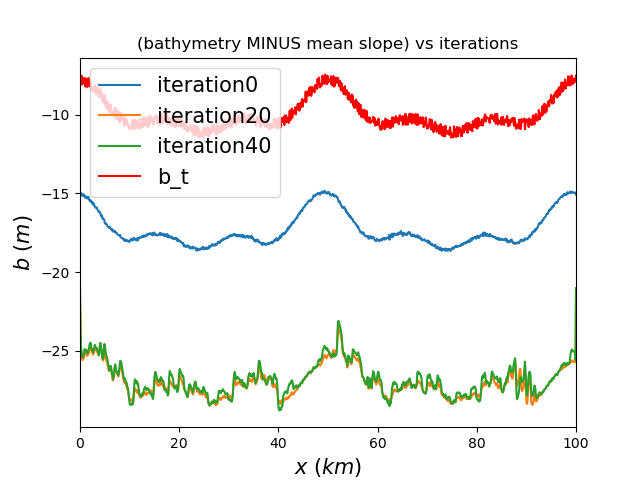 (bathymetry MINUS mean slope) vs iterations
iteration0
iteration20
iteration40
b_t
−10
−15
−20
−25
b (m)
0 20 40 60 80 100
x (km)